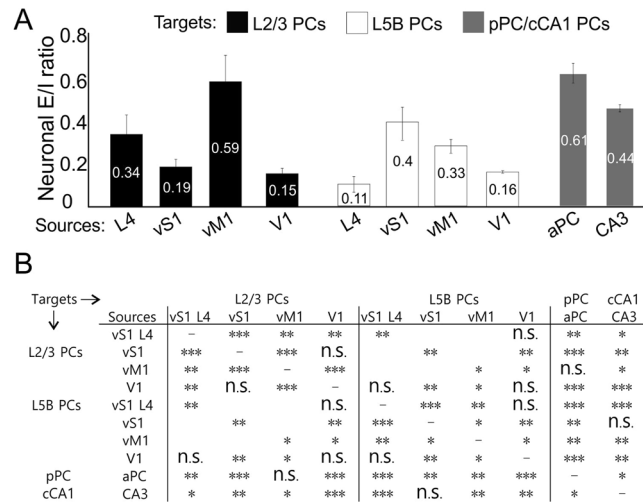 A
Targets: L2/3 PCs L5B PCs pPC/cCA1 PCs
Neuronal E/I ratio
0.8
0.6
0.4
0.2
0
0.34 0.19 0.59 0.15 0.11 0.4 0.33 0.16 0.61 0.44
Sources: L4 vS1 vM1 V1 L4 vS1 vM1 V1 aPC CA3
B
Targets → L2/3 PCs L5B PCs pPC cCA1
↓ Sources vS1 L4 vS1 vM1 V1 vS1 L4 vS1 vM1 V1 aPC CA3
vS1 L4 – *** ** ** ** n.s. ** *
L2/3 PCs vS1 *** – *** n.s. ** ** *** **
vM1 ** *** – *** * * n.s. *
V1 ** n.s. *** – n.s. ** * n.s. *** ***
L5B PCs vS1 L4 ** n.s. – *** ** n.s. *** ***
vS1 ** ** *** – * ** ** n.s.
vM1 * * ** * – * *** **
V1 n.s. ** * n.s. n.s. ** * – *** **
pPC aPC ** *** n.s. *** *** ** ** *** – *
cCA1 CA3 * ** * *** *** n.s. ** ** * –